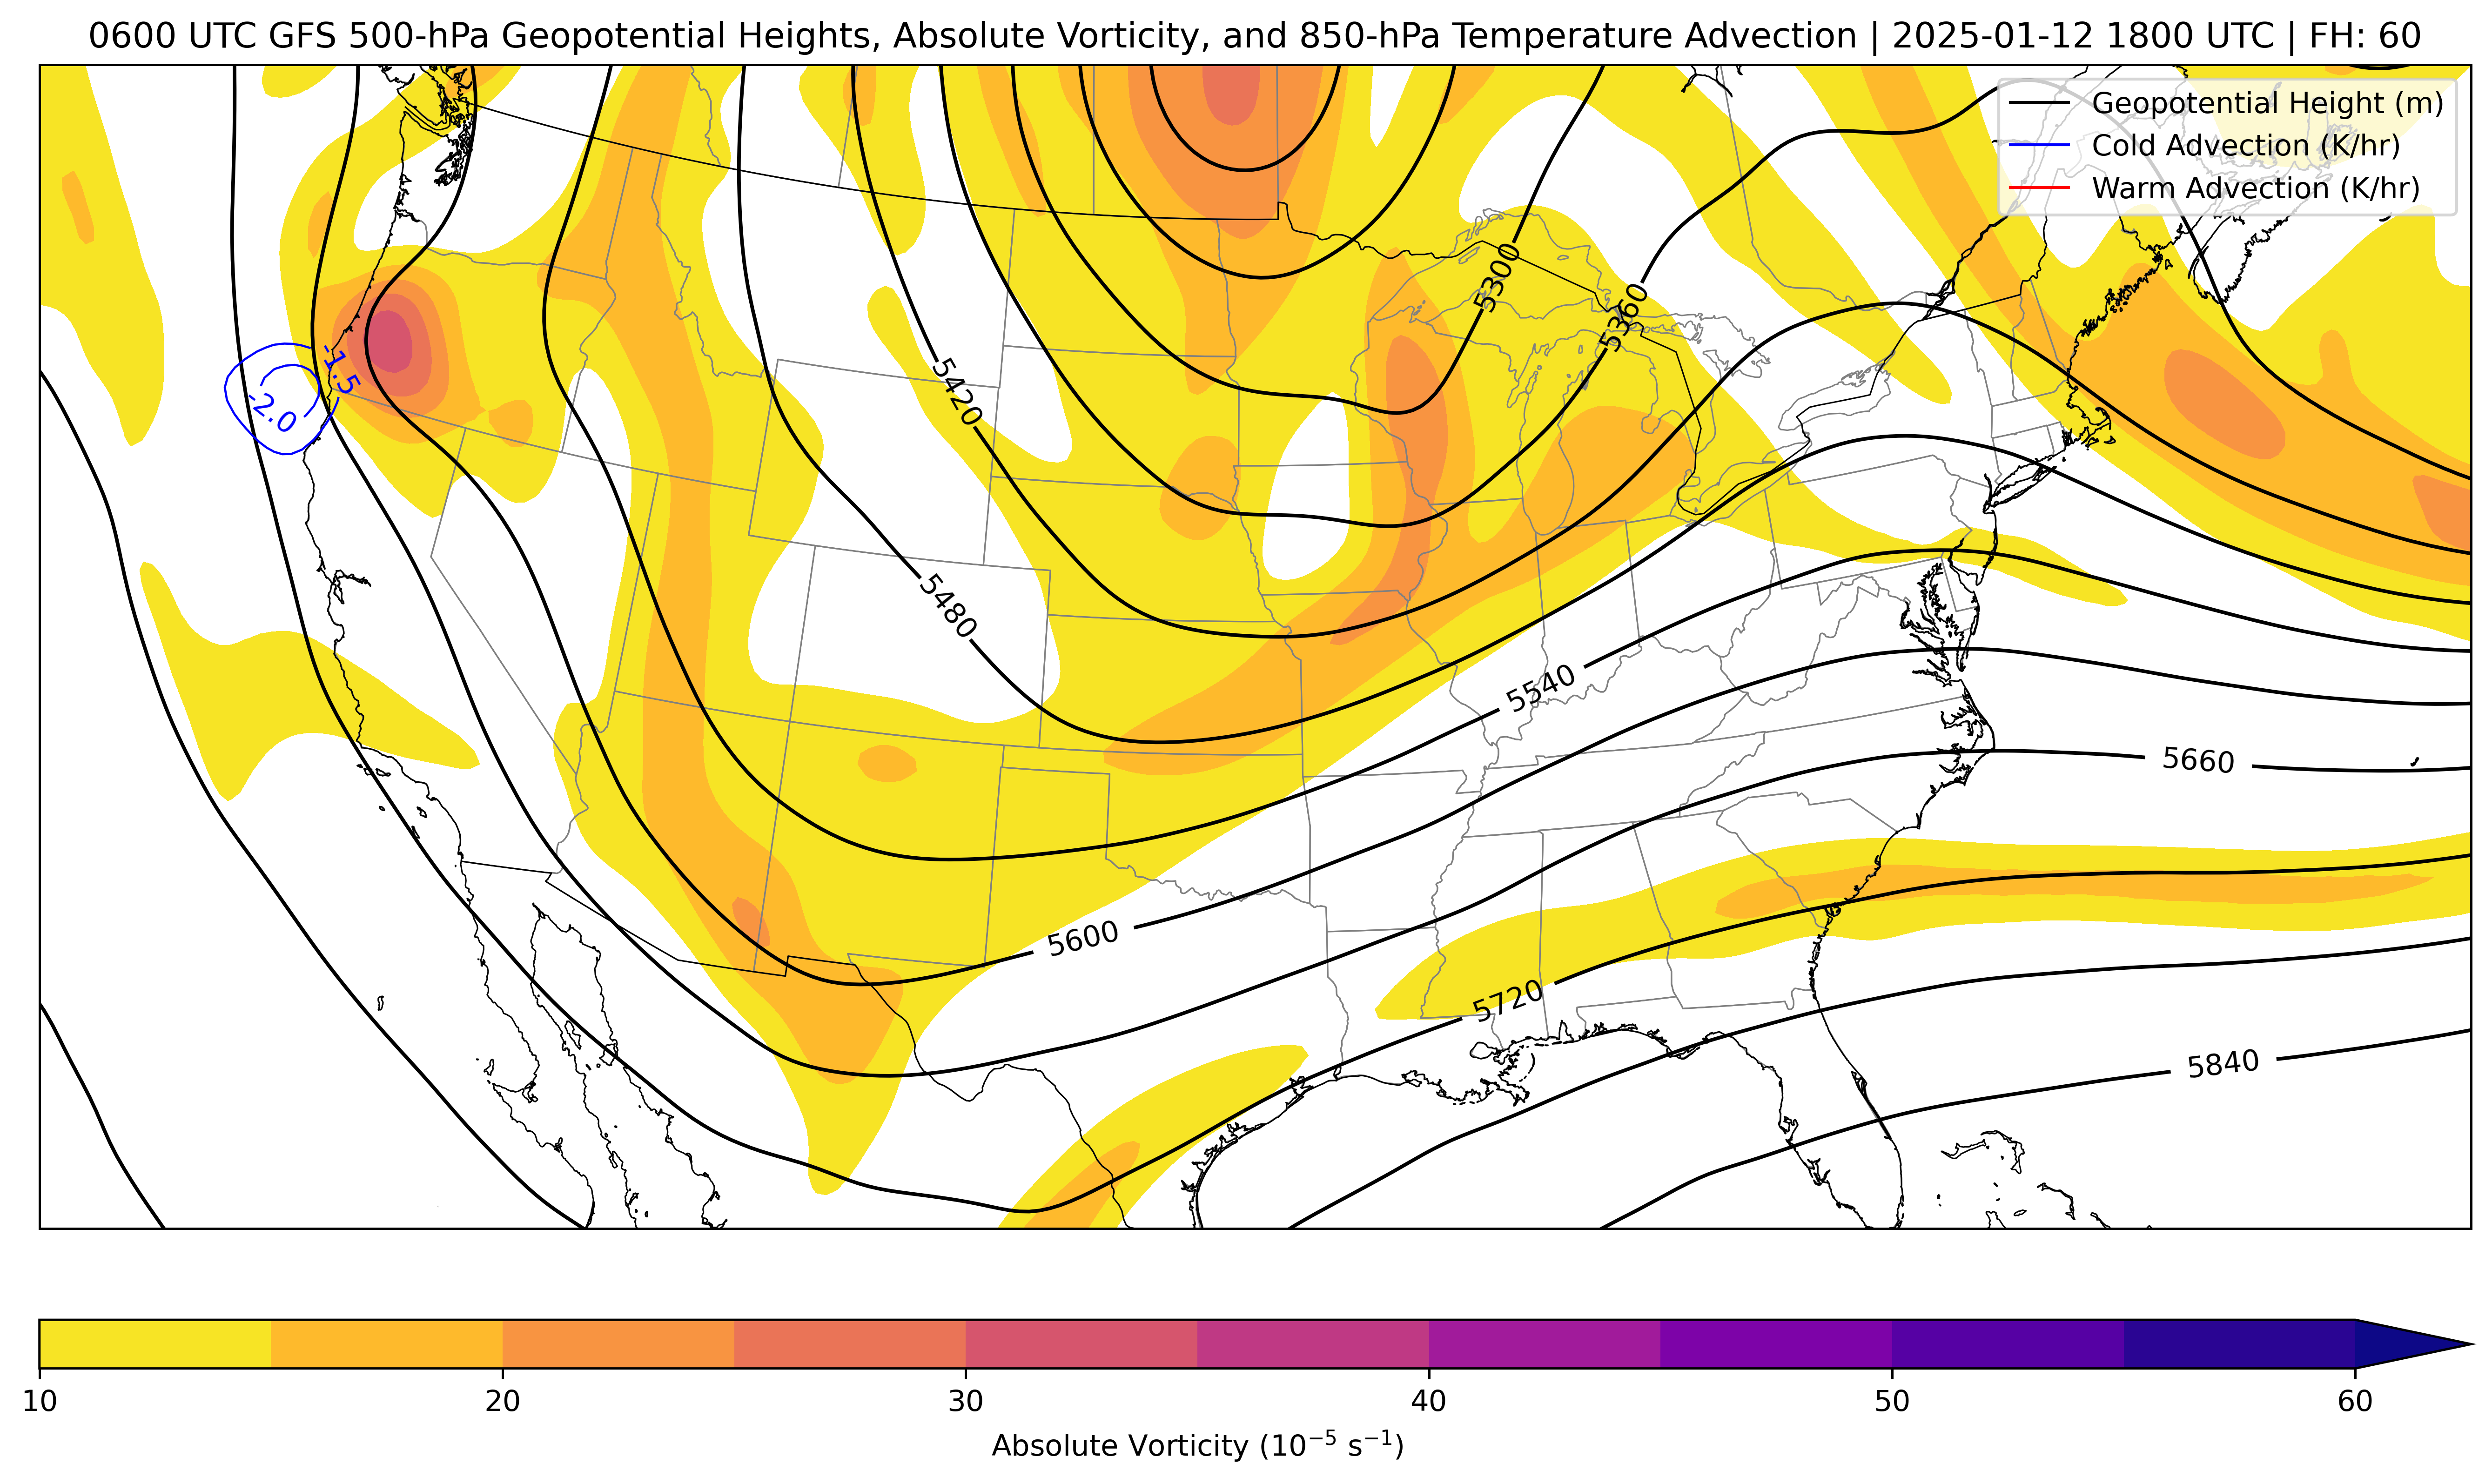 0600 UTC GFS 500-hPa Geopotential Heights, Absolute Vorticity, and 850-hPa Temperature Advection | 2025-01-12 1800 UTC | FH: 60
Geopotential Height (m)
Cold Advection (K/hr)
Warm Advection (K/hr)
5300
5360
-1.5
-2.0
5420
5480
5540
5660
5600
5720
5840
10 20 30 40 50 60
Absolute Vorticity (10⁻⁵ s⁻¹)